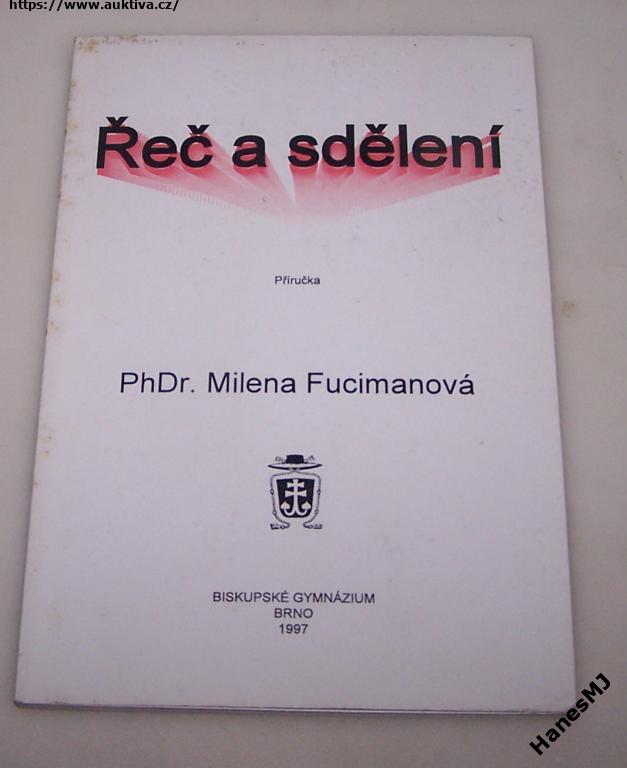 https://www.auktiva.cz/
Řeč a sdělení
Příručka
PhDr. Milena Fucimanová
BISKUPSKÉ GYMNÁZIUM
BRNO
1997
HanesMJ